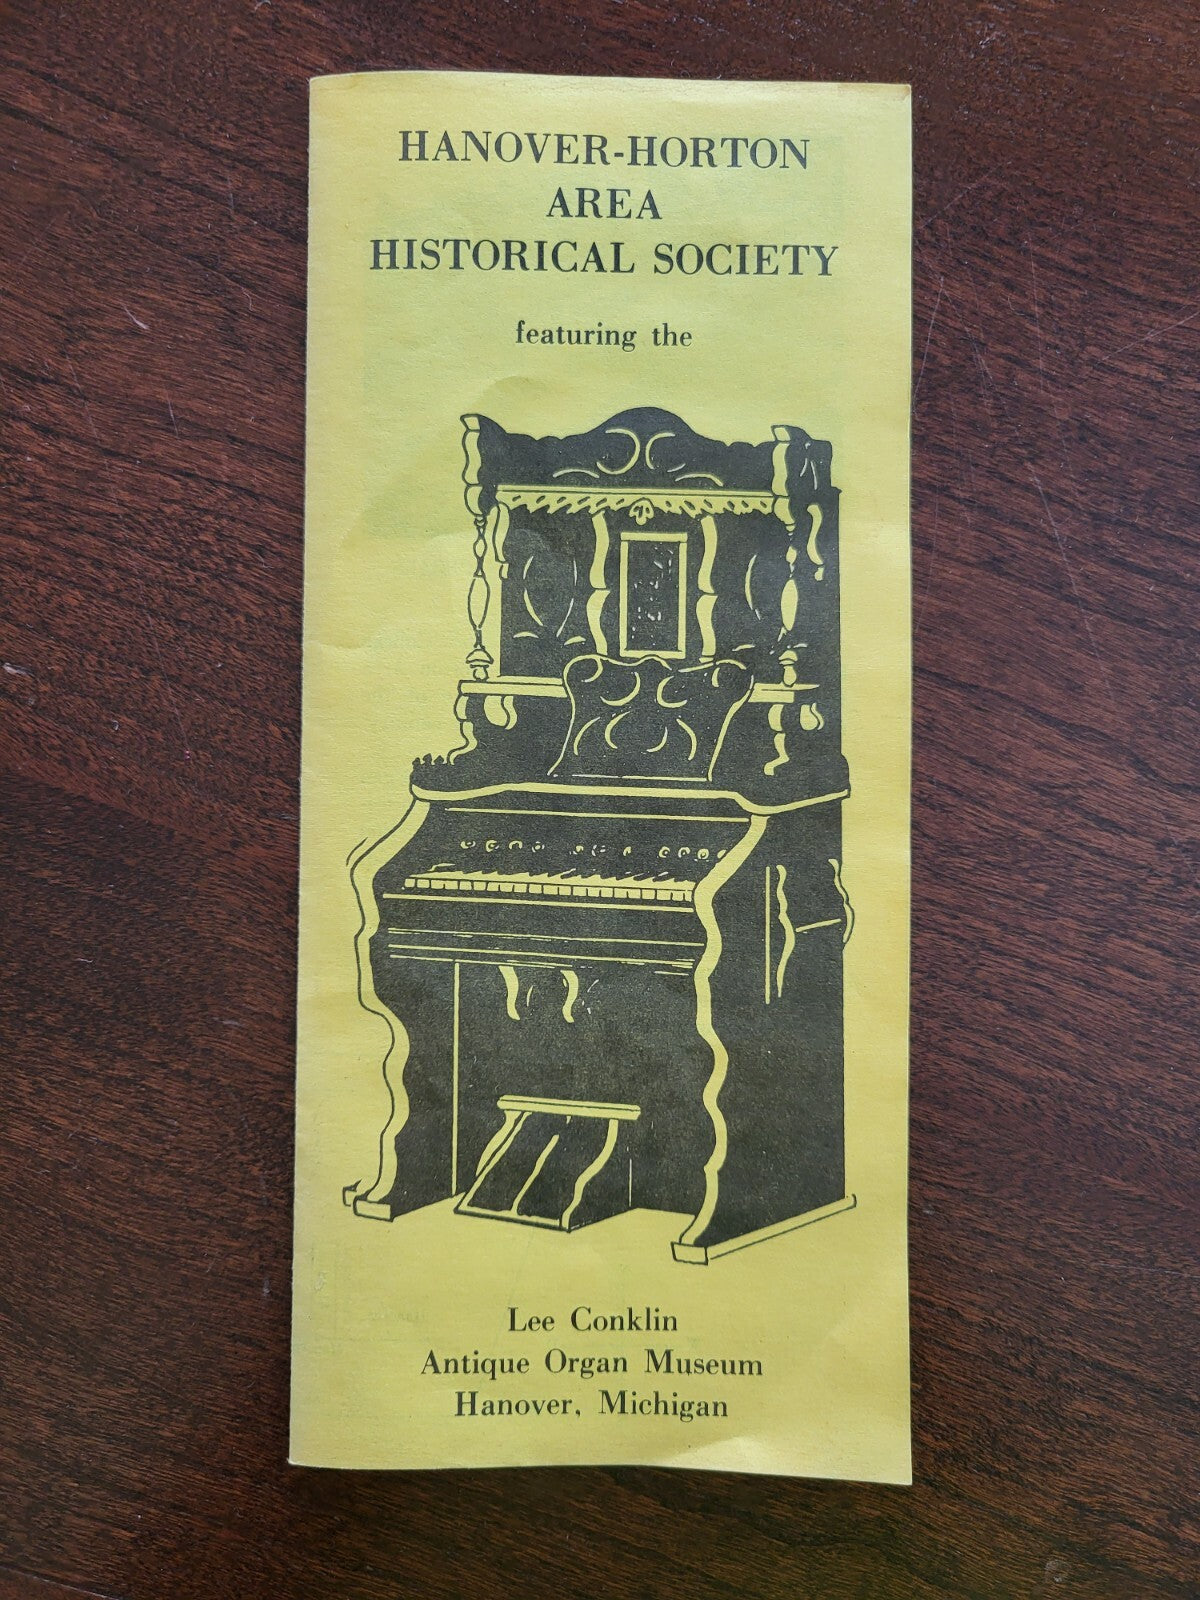 HANOVER-HORTON
AREA
HISTORICAL SOCIETY
featuring the
Lee Conklin
Antique Organ Museum
Hanover, Michigan